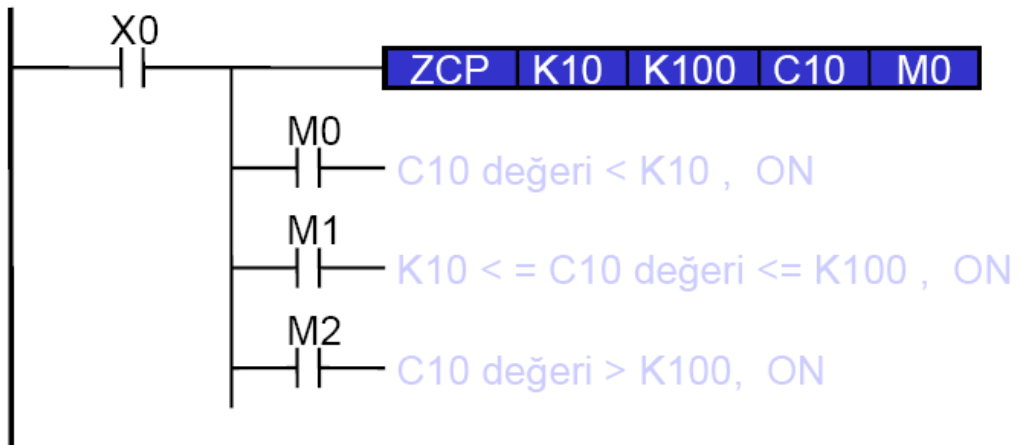 X0
ZCP K10 K100 C10 M0
M0
C10 değeri < K10 , ON
M1
K10 < = C10 değeri <= K100 , ON
M2
C10 değeri > K100, ON